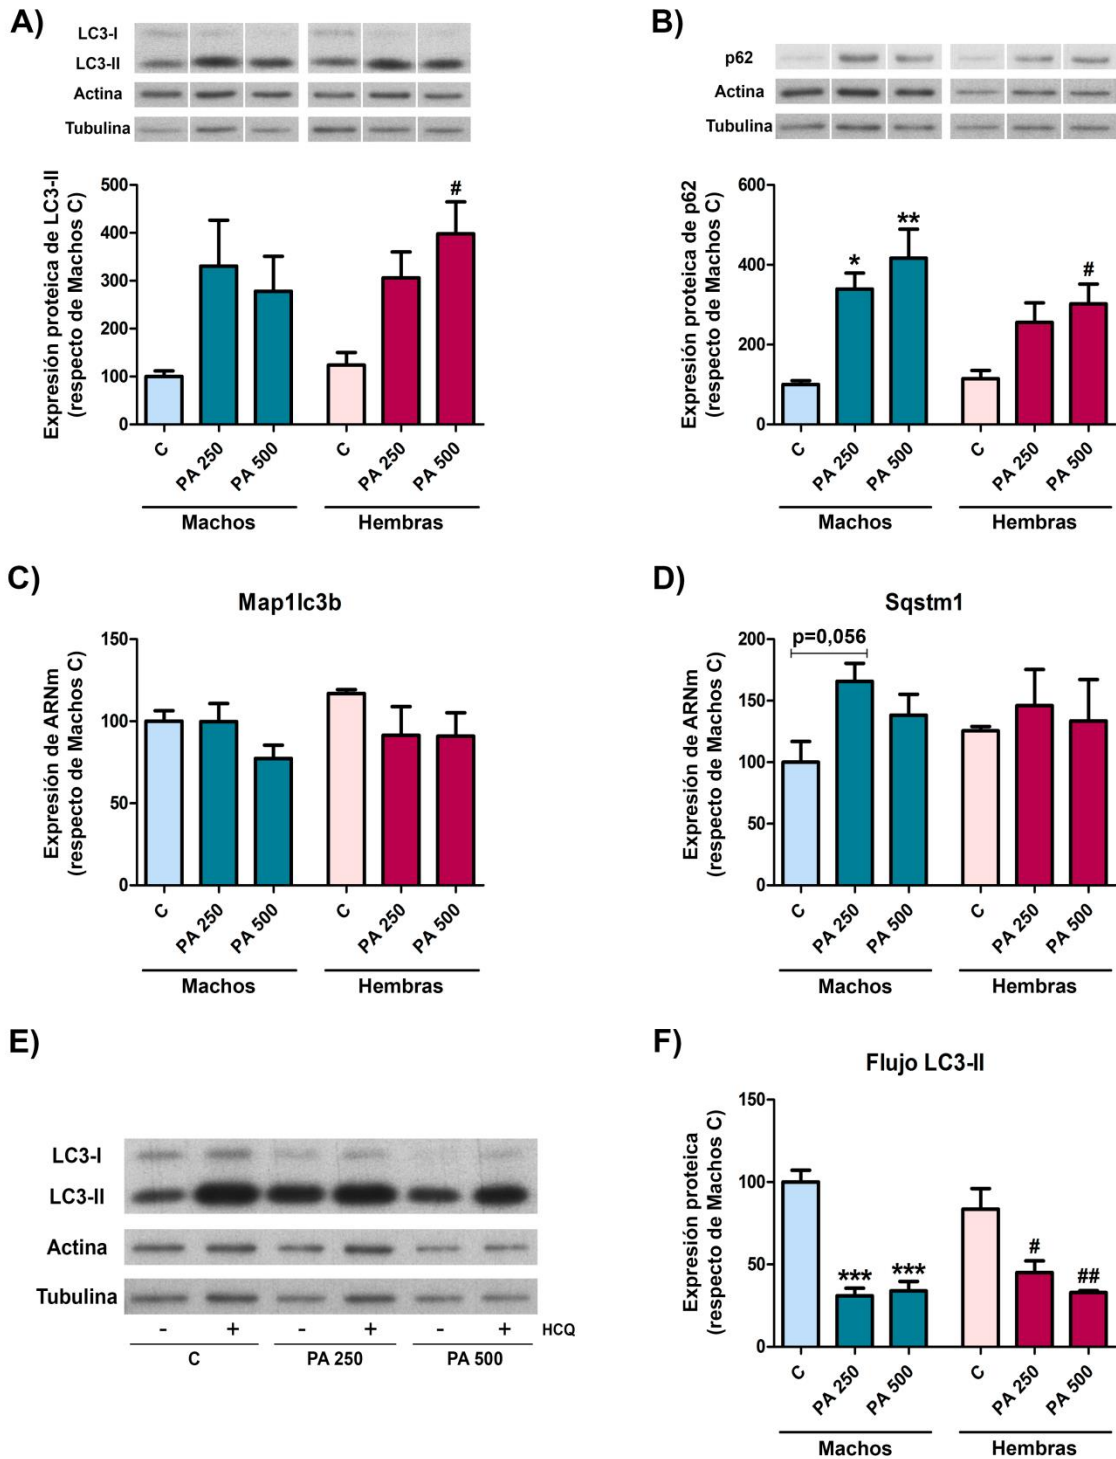 A)
LC3-I
LC3-II
Actina
Tubulina
Expresión proteica de LC3-II
(respecto de Machos C)
500
400
300
200
100
0
#
C
PA 250
PA 500
C
PA 250
PA 500
Machos
Hembras
B)
p62
Actina
Tubulina
Expresión proteica de p62
(respecto de Machos C)
600
400
200
0
*
**
#
C
PA 250
PA 500
C
PA 250
PA 500
Machos
Hembras
C)
Map1lc3b
Expresión de ARNm
(respecto de Machos C)
150
100
50
0
C
PA 250
PA 500
C
PA 250
PA 500
Machos
Hembras
D)
Sqstm1
Expresión de ARNm
(respecto de Machos C)
200
150
100
50
0
p=0,056
C
PA 250
PA 500
C
PA 250
PA 500
Machos
Hembras
E)
LC3-I
LC3-II
Actina
Tubulina
- + - + - + HCQ
C PA 250 PA 500
F)
Flujo LC3-II
Expresión proteica
(respecto de Machos C)
150
100
50
0
***
***
#
##
C
PA 250
PA 500
C
PA 250
PA 500
Machos
Hembras